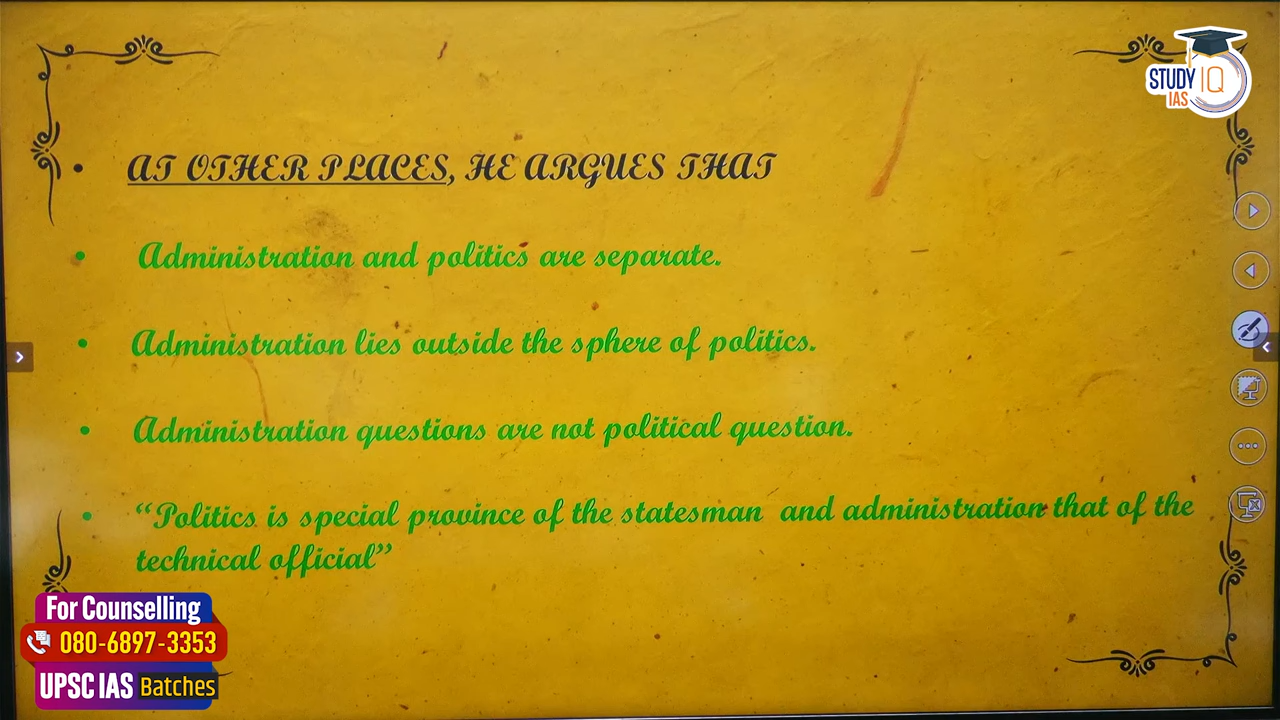 STUDY IQ
IAS
• AT OTHER PLACES, HE ARGUES THAT
• Administration and politics are separate.
• Administration lies outside the sphere of politics.
• Administration questions are not political question.
• “Politics is special province of the statesman and administration that of the
technical official”
For Counselling
080-6897-3353
UPSC IAS Batches